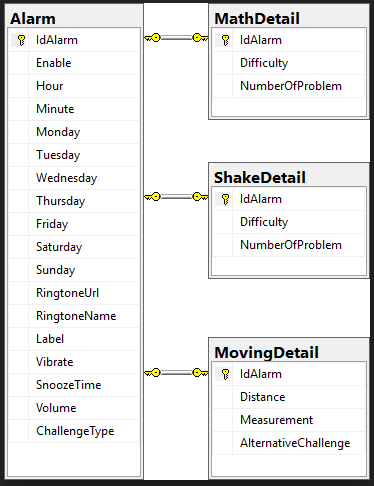 Alarm
IdAlarm
Enable
Hour
Minute
Monday
Tuesday
Wednesday
Thursday
Friday
Saturday
Sunday
RingtoneUrl
RingtoneName
Label
Vibrate
SnoozeTime
Volume
ChallengeType
MathDetail
IdAlarm
Difficulty
NumberOfProblem
ShakeDetail
IdAlarm
Difficulty
NumberOfProblem
MovingDetail
IdAlarm
Distance
Measurement
AlternativeChallenge